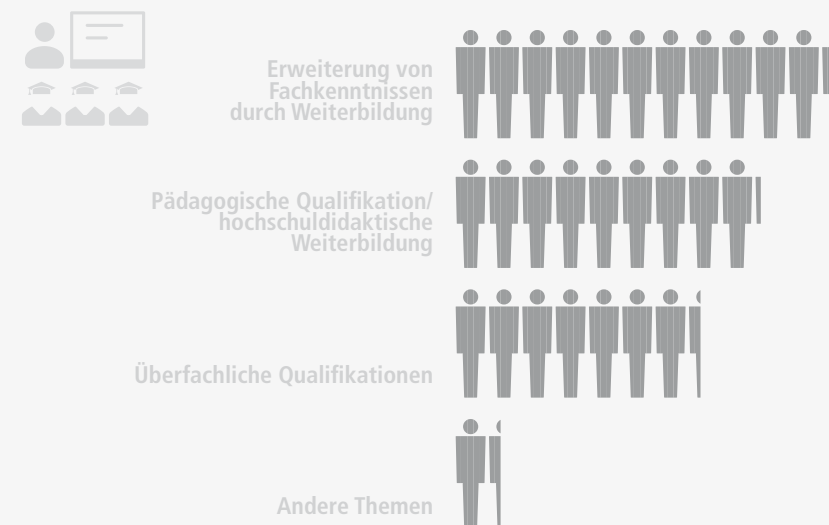 Erweiterung von
Fachkenntnissen
durch Weiterbildung
Pädagogische Qualifikation/
hochschuldidaktische
Weiterbildung
Überfachliche Qualifikationen
Andere Themen